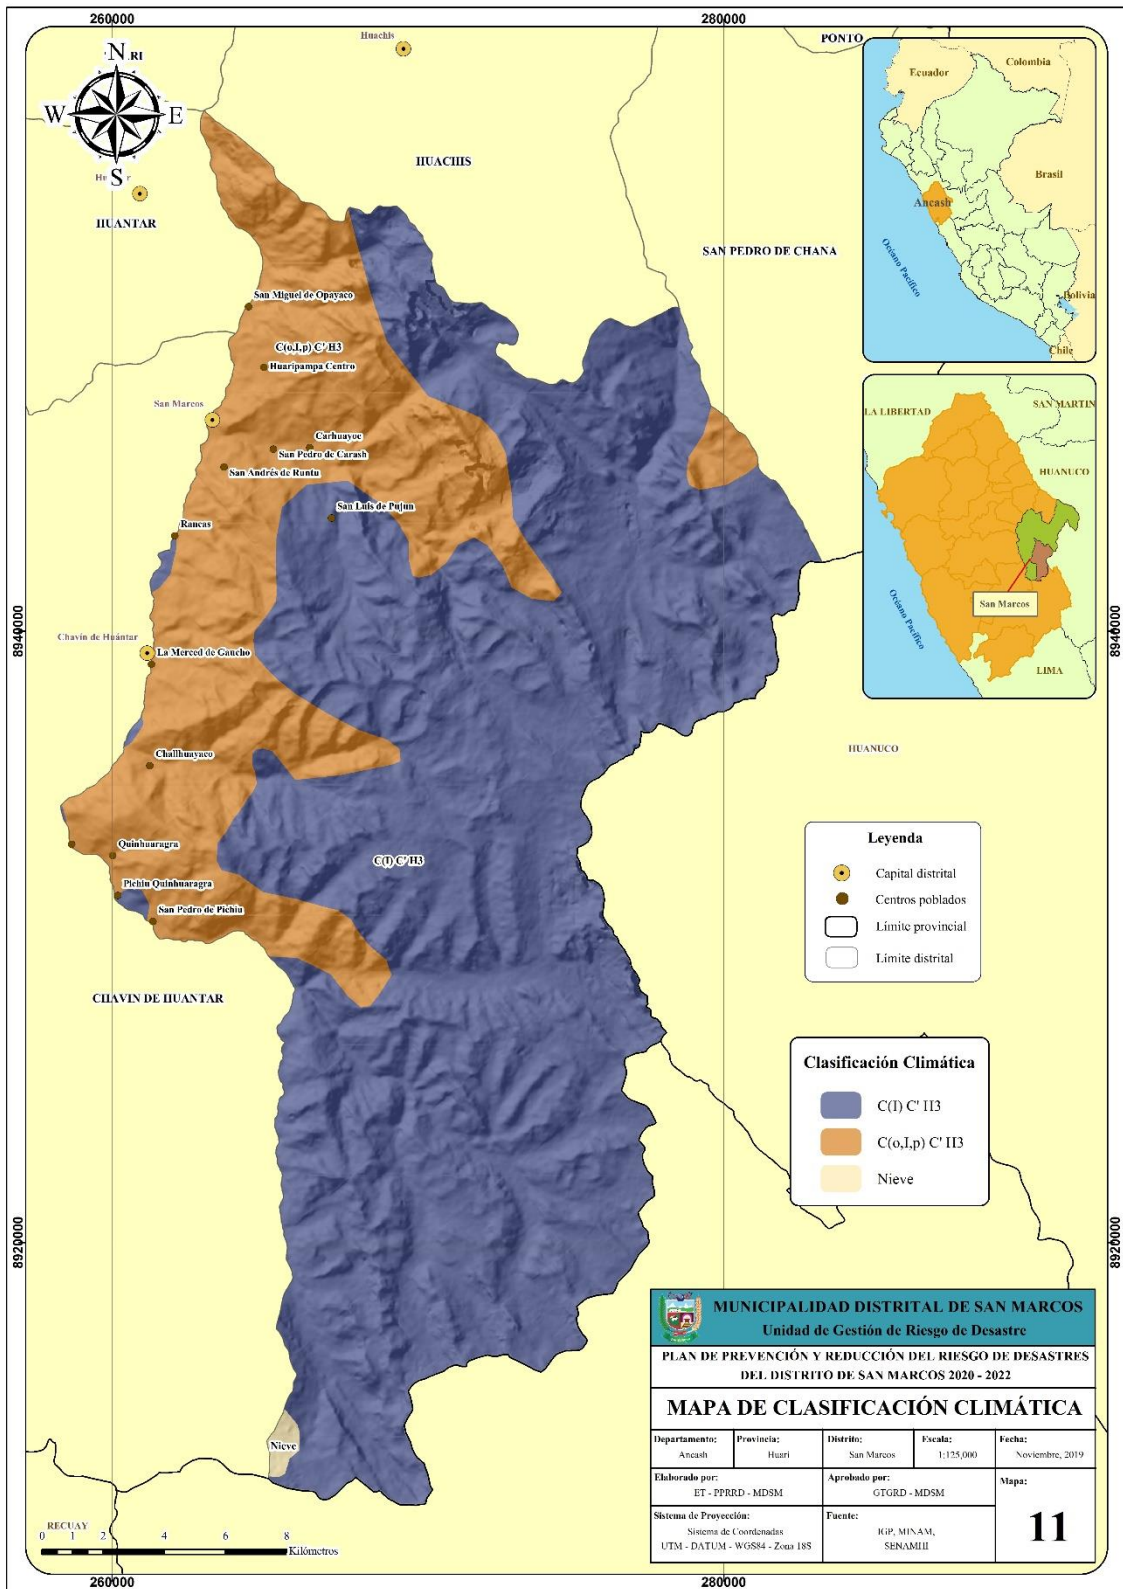 260000
280000
Huachis
PONTO
N
.RI
W
E
S
HUACHIS
HUANTAR
SAN PEDRO DE CHANA
Ecuador
Colombia
Brasil
Ancash
Océano Pacífico
Bolivia
Chile
San Miguel de Opayaco
C(o,I,p) C' H3
Huaripampa Centro
San Marcos
Carhuayoc
San Pedro de Carash
San Andrés de Runtu
San Luis de Pujun
Rancas
LA LIBERTAD
SAN MARTIN
HUANUCO
San Marcos
Océano Pacífico
LIMA
8940000
8940000
Chavín de Huántar
La Merced de Gaucho
Challhuayaco
HUANUCO
Quinhuaragra
C(I) C' H3
Pichiu Quinhuaragra
San Pedro de Pichiu
CHAVIN DE HUANTAR
Leyenda
Capital distrital
Centros poblados
Límite provincial
Límite distrital
Clasificación Climática
C(I) C' H3
C(o,I,p) C' H3
Nieve
8920000
8920000
Nieve
MUNICIPALIDAD DISTRITAL DE SAN MARCOS
Unidad de Gestión de Riesgo de Desastre
PLAN DE PREVENCIÓN Y REDUCCIÓN DEL RIESGO DE DESASTRES
DEL DISTRITO DE SAN MARCOS 2020 - 2022
MAPA DE CLASIFICACIÓN CLIMÁTICA
Departamento:
Ancash
Provincia:
Huari
Distrito:
San Marcos
Escala:
1:125,000
Fecha:
Noviembre, 2019
Elaborado por:
ET - PPRRD - MDSM
Aprobado por:
GTGRD - MDSM
Mapa:
11
Sistema de Proyección:
Sistema de Coordenadas
UTM - DATUM - WGS84 - Zona 18S
Fuente:
IGP, MINAM,
SENAMHI
RECUAY
0 1 2 4 6 8
Kilómetros
260000
280000